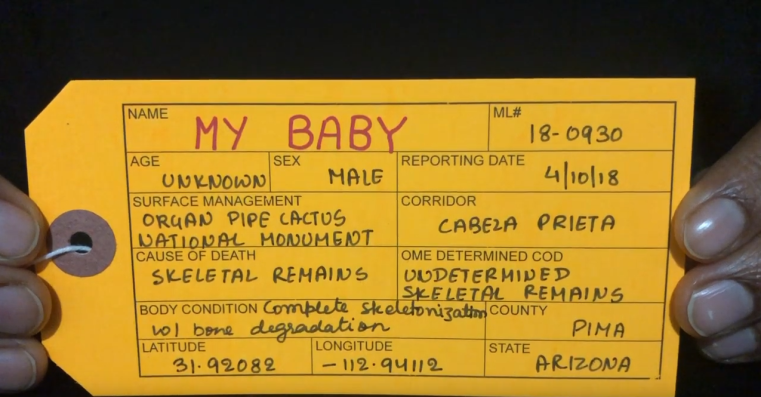 NAME MY BABY ML# 18-0930
AGE UNKNOWN SEX MALE REPORTING DATE 4/10/18
SURFACE MANAGEMENT
ORGAN PIPE CACTUS
NATIONAL MONUMENT
CORRIDOR
CABEZA PRIETA
CAUSE OF DEATH
SKELETAL REMAINS
OME DETERMINED COD
UNDETERMINED
SKELETAL REMAINS
BODY CONDITION Complete skeletonization
w/ bone degradation
COUNTY
PIMA
LATITUDE
31.92082
LONGITUDE
-112.94112
STATE
ARIZONA